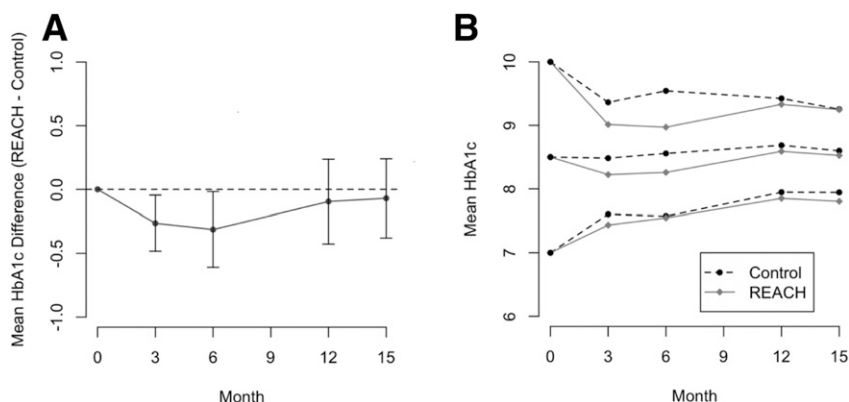 A
Mean HbA1c Difference (REACH - Control)
1.0
0.5
0.0
-0.5
-1.0
0 3 6 9 12 15
Month
B
Mean HbA1c
10
9
8
7
6
Control
REACH
0 3 6 9 12 15
Month